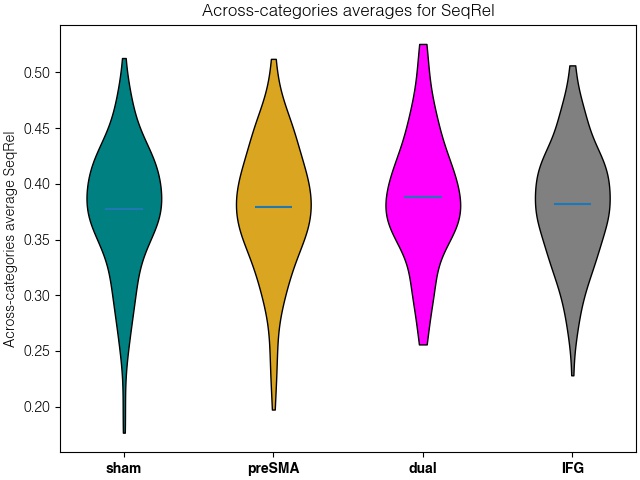 Across-categories averages for SeqRel
Across-categories average SeqRel
0.50
0.45
0.40
0.35
0.30
0.25
0.20
sham preSMA dual IFG